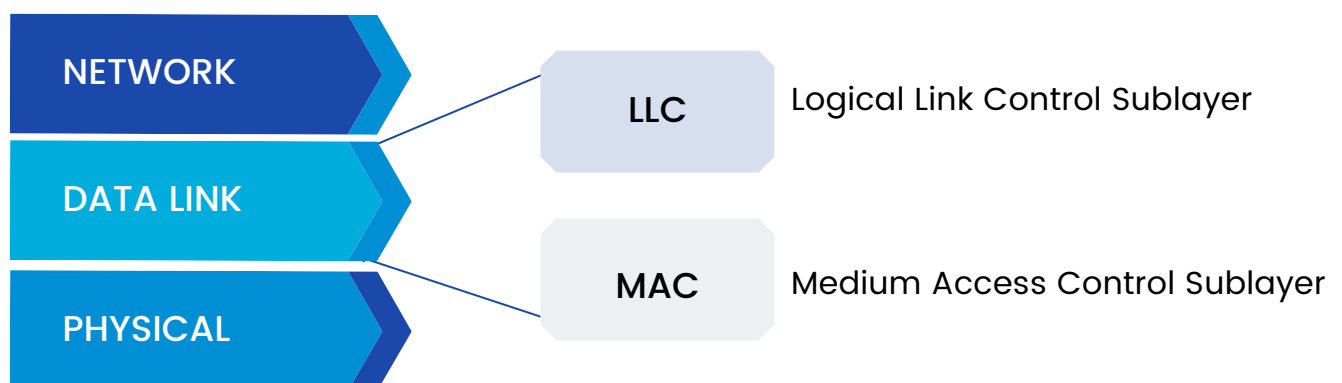 NETWORK
DATA LINK
PHYSICAL
LLC
Logical Link Control Sublayer
MAC
Medium Access Control Sublayer